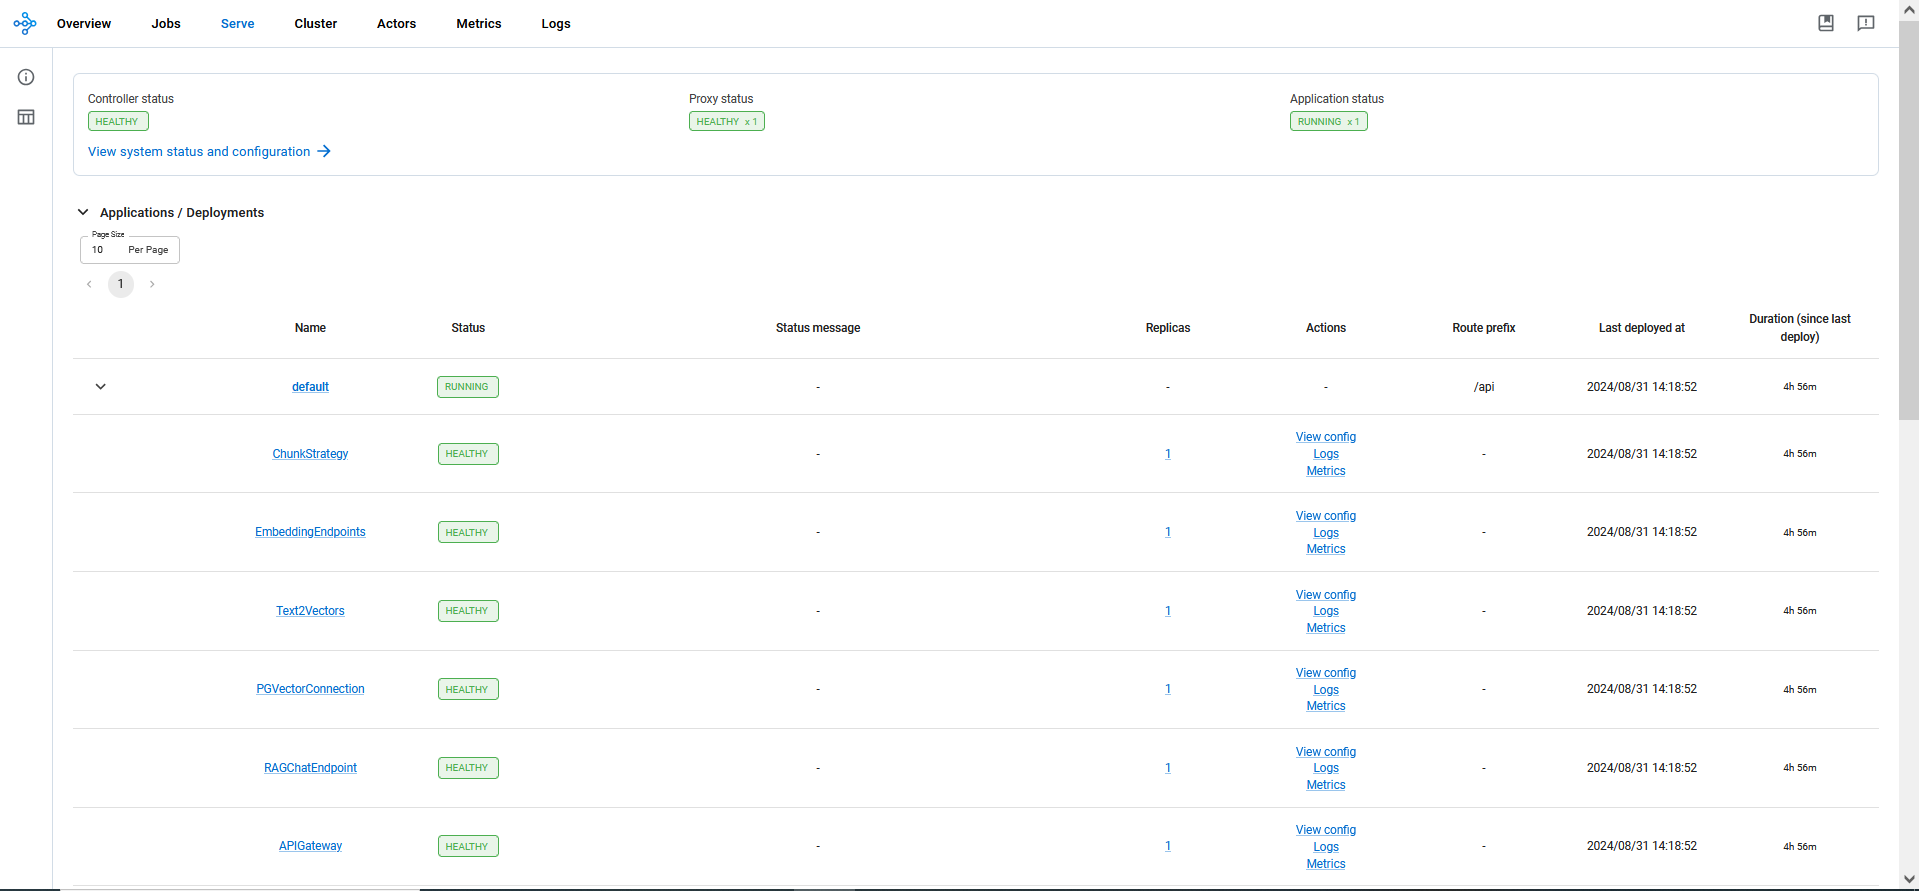 Overview Jobs Serve Cluster Actors Metrics Logs
Controller status Proxy status Application status
HEALTHY HEALTHY x 1 RUNNING x 1
View system status and configuration
Applications / Deployments
Page Size
10 Per Page
1
Name Status Status message Replicas Actions Route prefix Last deployed at Duration (since last deploy)
default RUNNING - - - /api 2024/08/31 14:18:52 4h 56m
ChunkStrategy HEALTHY - 1 View config Logs Metrics - 2024/08/31 14:18:52 4h 56m
EmbeddingEndpoints HEALTHY - 1 View config Logs Metrics - 2024/08/31 14:18:52 4h 56m
Text2Vectors HEALTHY - 1 View config Logs Metrics - 2024/08/31 14:18:52 4h 56m
PGVectorConnection HEALTHY - 1 View config Logs Metrics - 2024/08/31 14:18:52 4h 56m
RAGChatEndpoint HEALTHY - 1 View config Logs Metrics - 2024/08/31 14:18:52 4h 56m
APIGateway HEALTHY - 1 View config Logs Metrics - 2024/08/31 14:18:52 4h 56m